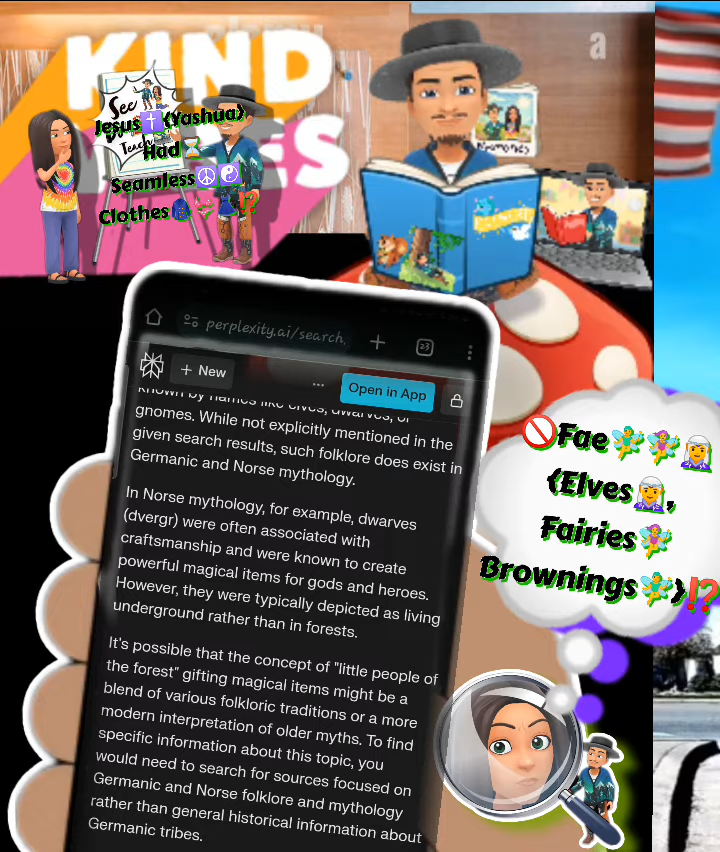 KIND
a
See
Teach
Jesus✝️(Yashua)
Had⏳
Seamless☮️☯️
Clothes🧥👗⁉️
Memories
perplexity.ai/search.
23
+ New
...
Open in App
known by names like elves, dwarves, or
gnomes. While not explicitly mentioned in the
given search results, such folklore does exist in
Germanic and Norse mythology.
In Norse mythology, for example, dwarves
(dvergr) were often associated with
craftsmanship and were known to create
powerful magical items for gods and heroes.
However, they were typically depicted as living
underground rather than in forests.
It's possible that the concept of "little people of
the forest" gifting magical items might be a
blend of various folkloric traditions or a more
modern interpretation of older myths. To find
specific information about this topic, you
would need to search for sources focused on
Germanic and Norse folklore and mythology
rather than general historical information about
Germanic tribes.
🚫Fae🧚‍♂️🧚‍♀️🧝
(Elves🧝,
Fairies🧚‍♀️
Brownings🧚‍♂️)⁉️